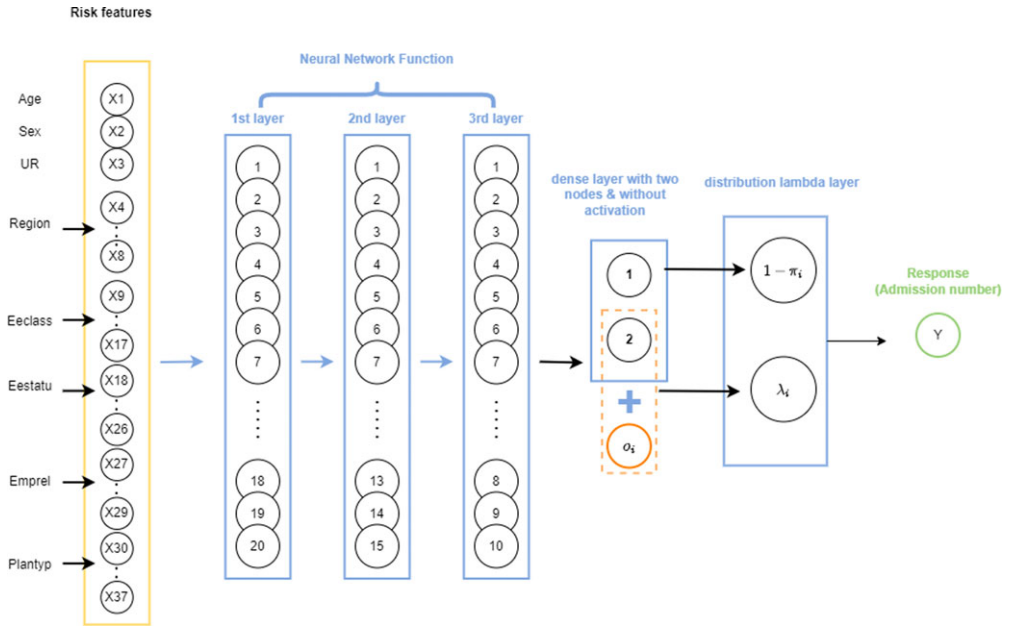 Risk features
Neural Network Function
1st layer
2nd layer
3rd layer
Age
Sex
UR
Region
Eeclass
Eestatu
Emprel
Plantyp
X1
X2
X3
X4
X8
X9
X17
X18
X26
X27
X29
X30
X37
1
2
3
4
5
6
7
18
19
20
1
2
3
4
5
6
7
13
14
15
1
2
3
4
5
6
7
8
9
10
dense layer with two
nodes & without
activation
1
2
+
oᵢ
distribution lambda layer
1 − πᵢ
λᵢ
Response
(Admission number)
Y